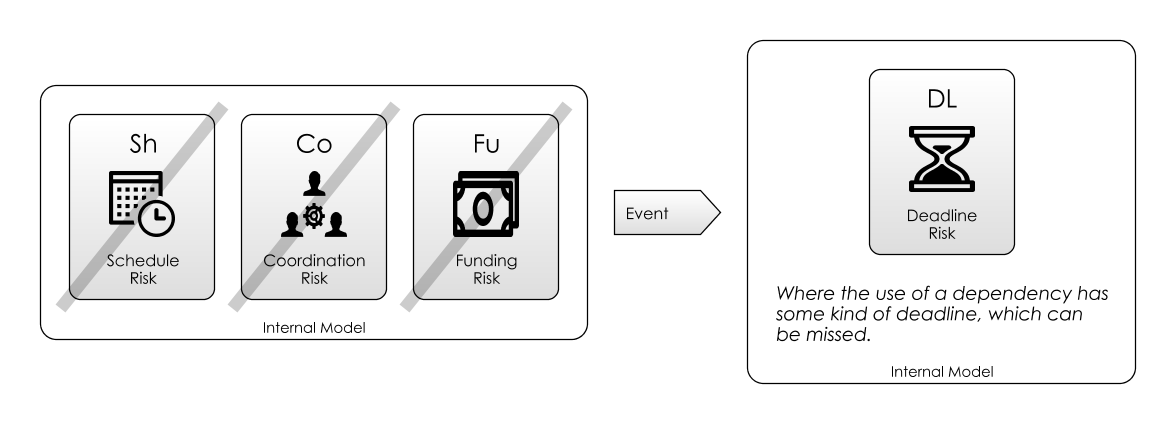 Sh
Schedule
Risk
Co
Coordination
Risk
Fu
Funding
Risk
Internal Model
Event
DL
Deadline
Risk
Where the use of a dependency has
some kind of deadline, which can
be missed.
Internal Model